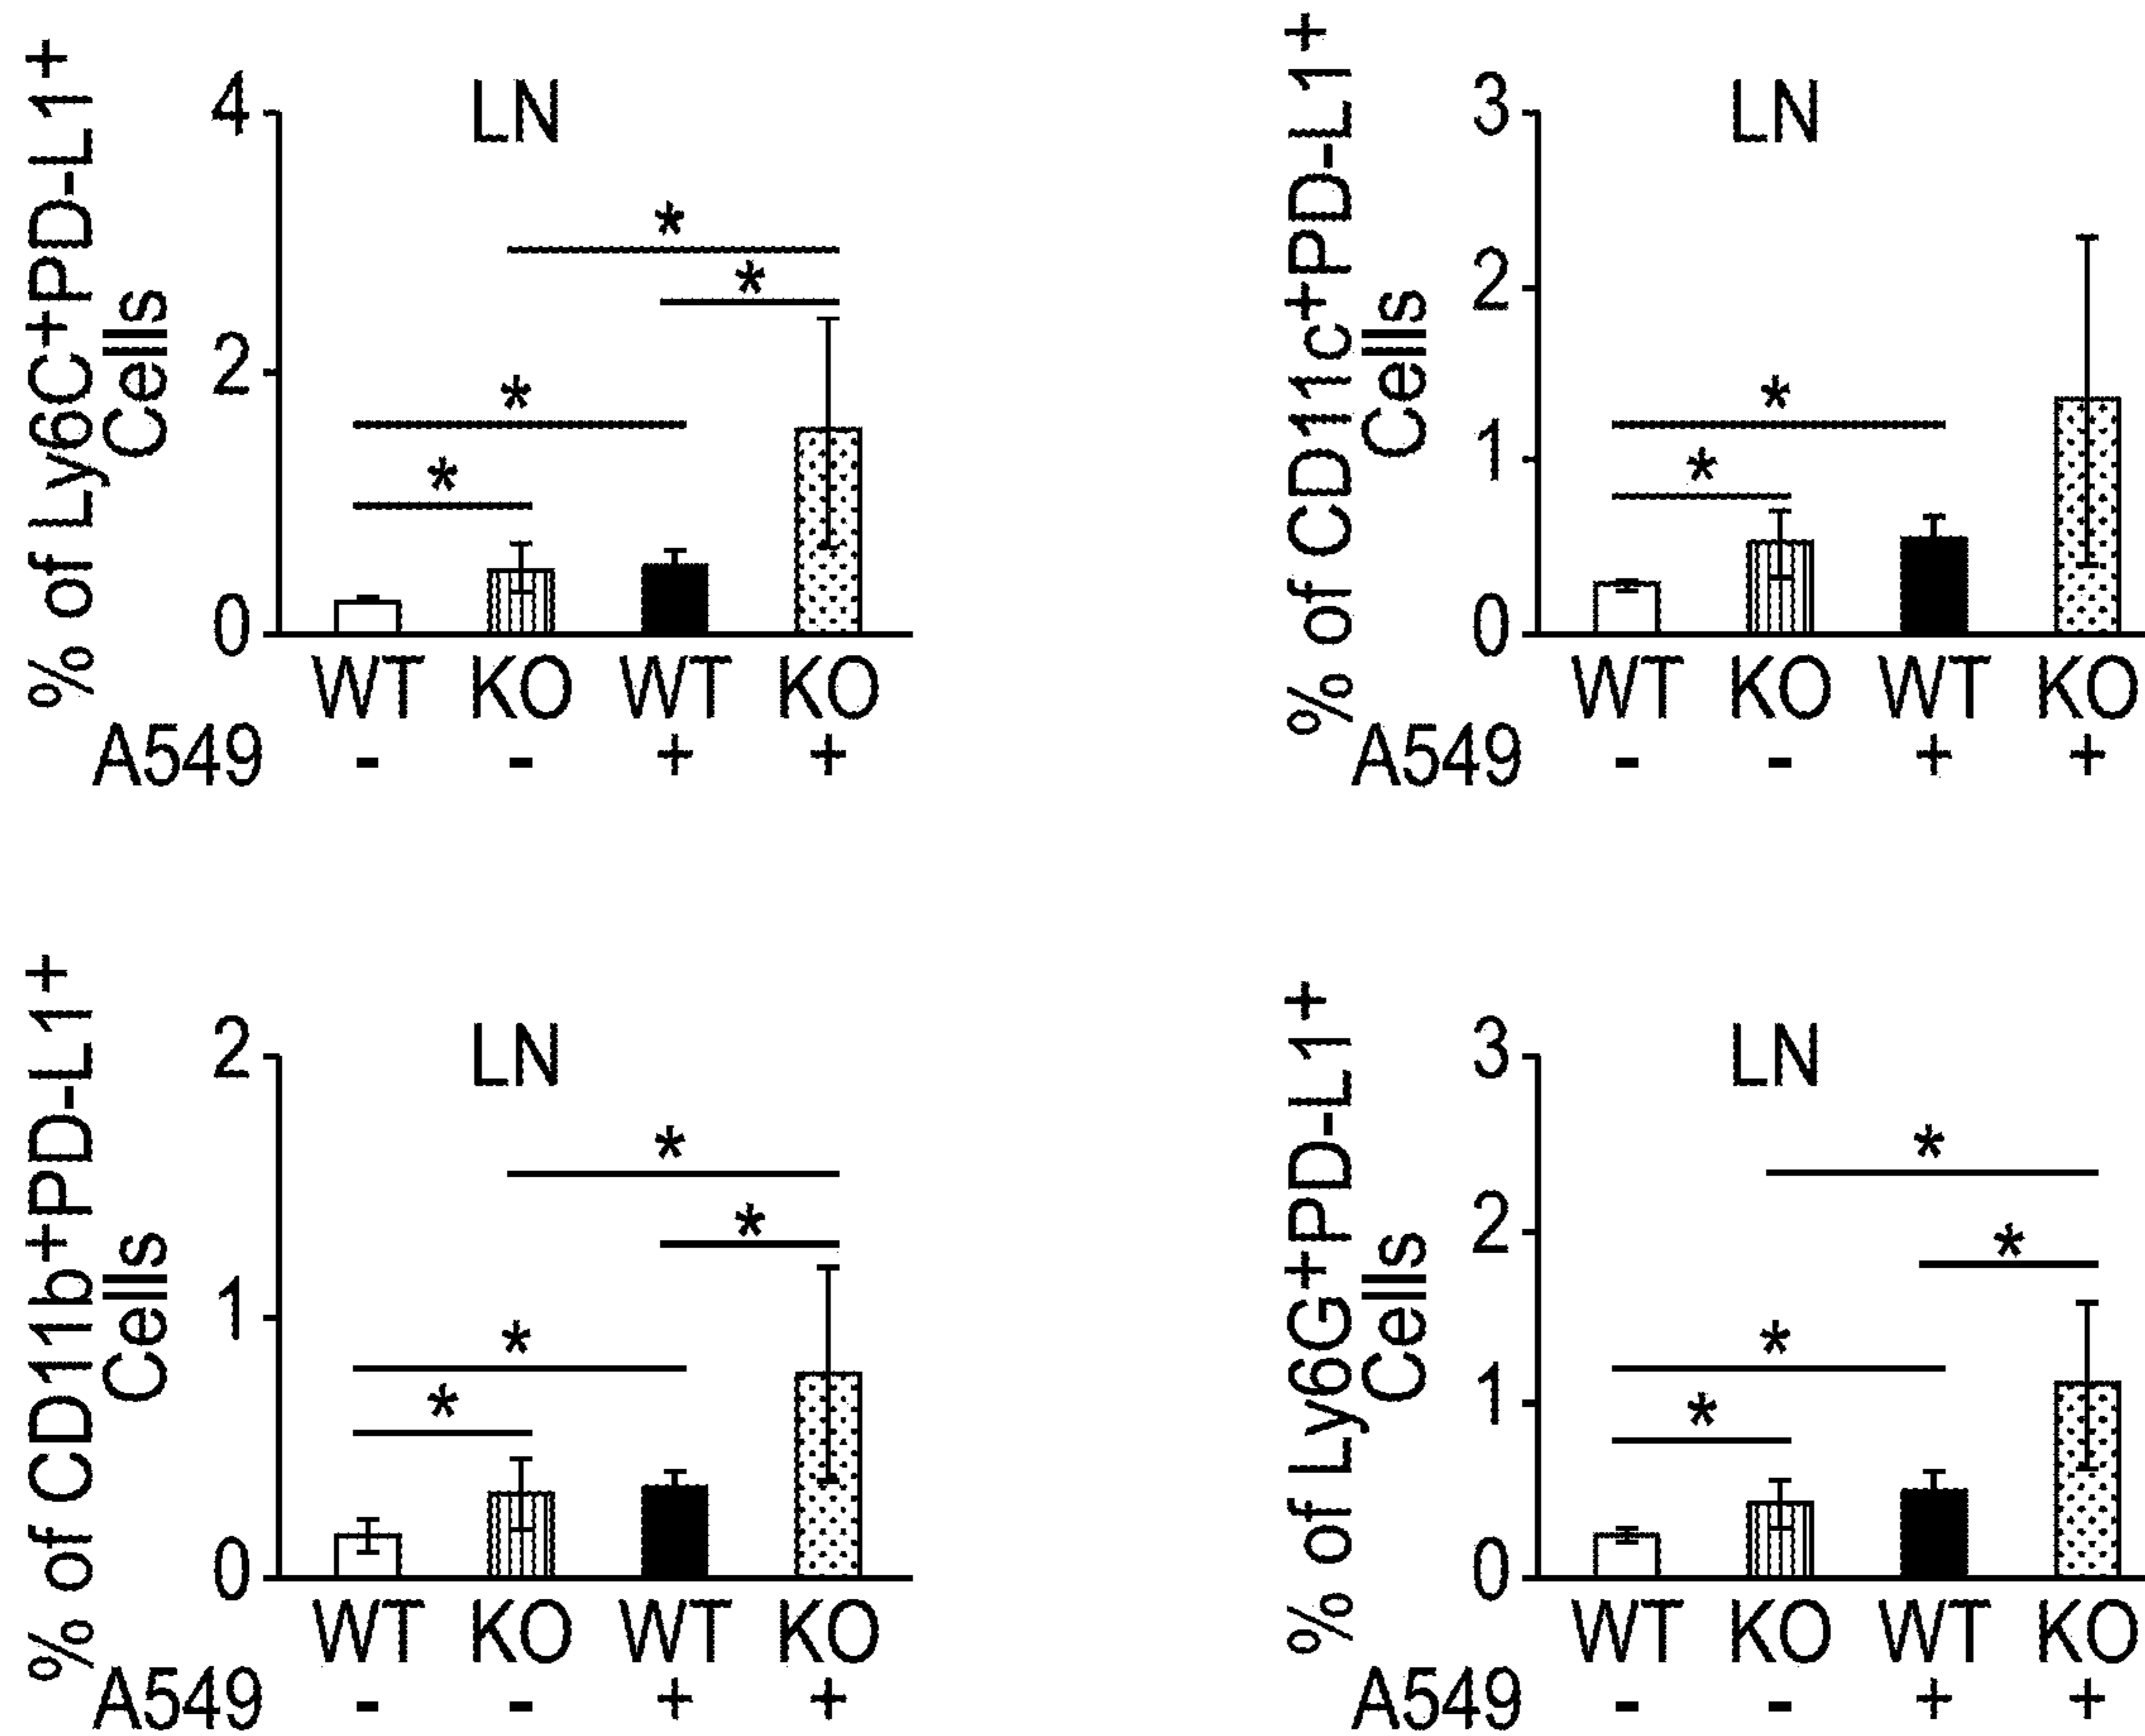 % of Ly6C+PD-L1+
Cells
LN
4
2
0
*
*
*
*
WT KO WT KO
A549 - - + +
% of CD11c+PD-L1+
Cells
LN
3
2
1
0
*
*
WT KO WT KO
A549 - - + +
% of CD11b+PD-L1+
Cells
LN
2
1
0
*
*
*
*
WT KO WT KO
A549 - - + +
% of Ly6G+PD-L1+
Cells
LN
3
2
1
0
*
*
*
*
WT KO WT KO
A549 - - + +